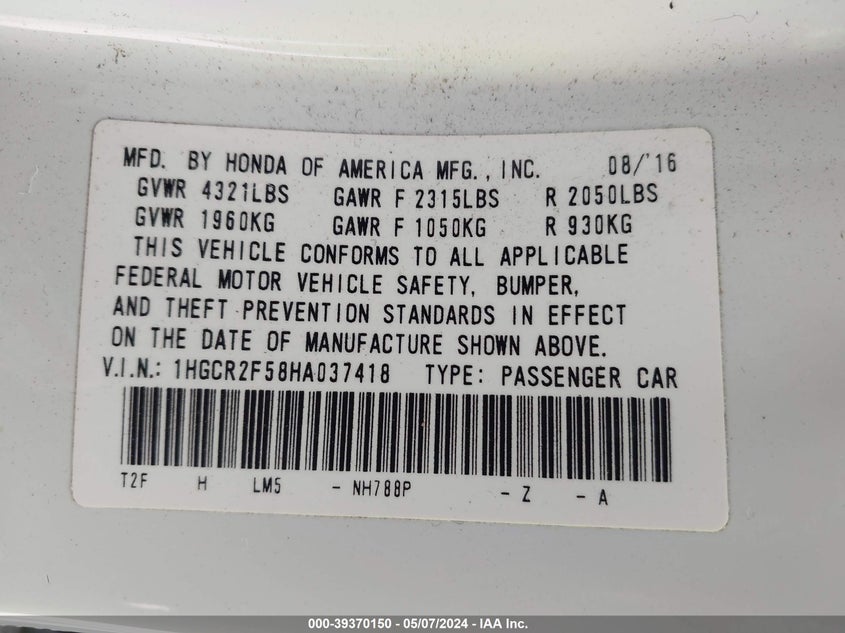 MFD. BY HONDA OF AMERICA MFG., INC. 08/'16
GVWR 4321LBS GAWR F 2315LBS R 2050LBS
GVWR 1960KG GAWR F 1050KG R 930KG
THIS VEHICLE CONFORMS TO ALL APPLICABLE
FEDERAL MOTOR VEHICLE SAFETY, BUMPER,
AND THEFT PREVENTION STANDARDS IN EFFECT
ON THE DATE OF MANUFACTURE SHOWN ABOVE.
V.I.N.: 1HGCR2F58HA037418 TYPE: PASSENGER CAR
T2F H LM5 - NH788P - Z - A
000-39370150 - 05/07/2024 - IAA Inc.